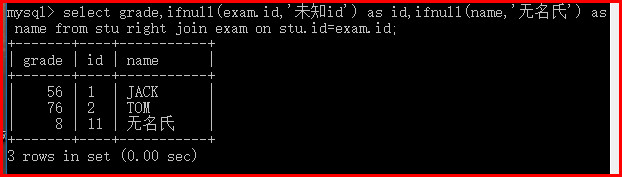 mysql> select grade,ifnull(exam.id,'未知id') as id,ifnull(name,'无名氏') as
name from stu right join exam on stu.id=exam.id;
+-------+----+-----------+
| grade | id | name      |
+-------+----+-----------+
|    56 | 1  | JACK      |
|    76 | 2  | TOM       |
|     8 | 11 | 无名氏    |
+-------+----+-----------+
3 rows in set (0.00 sec)